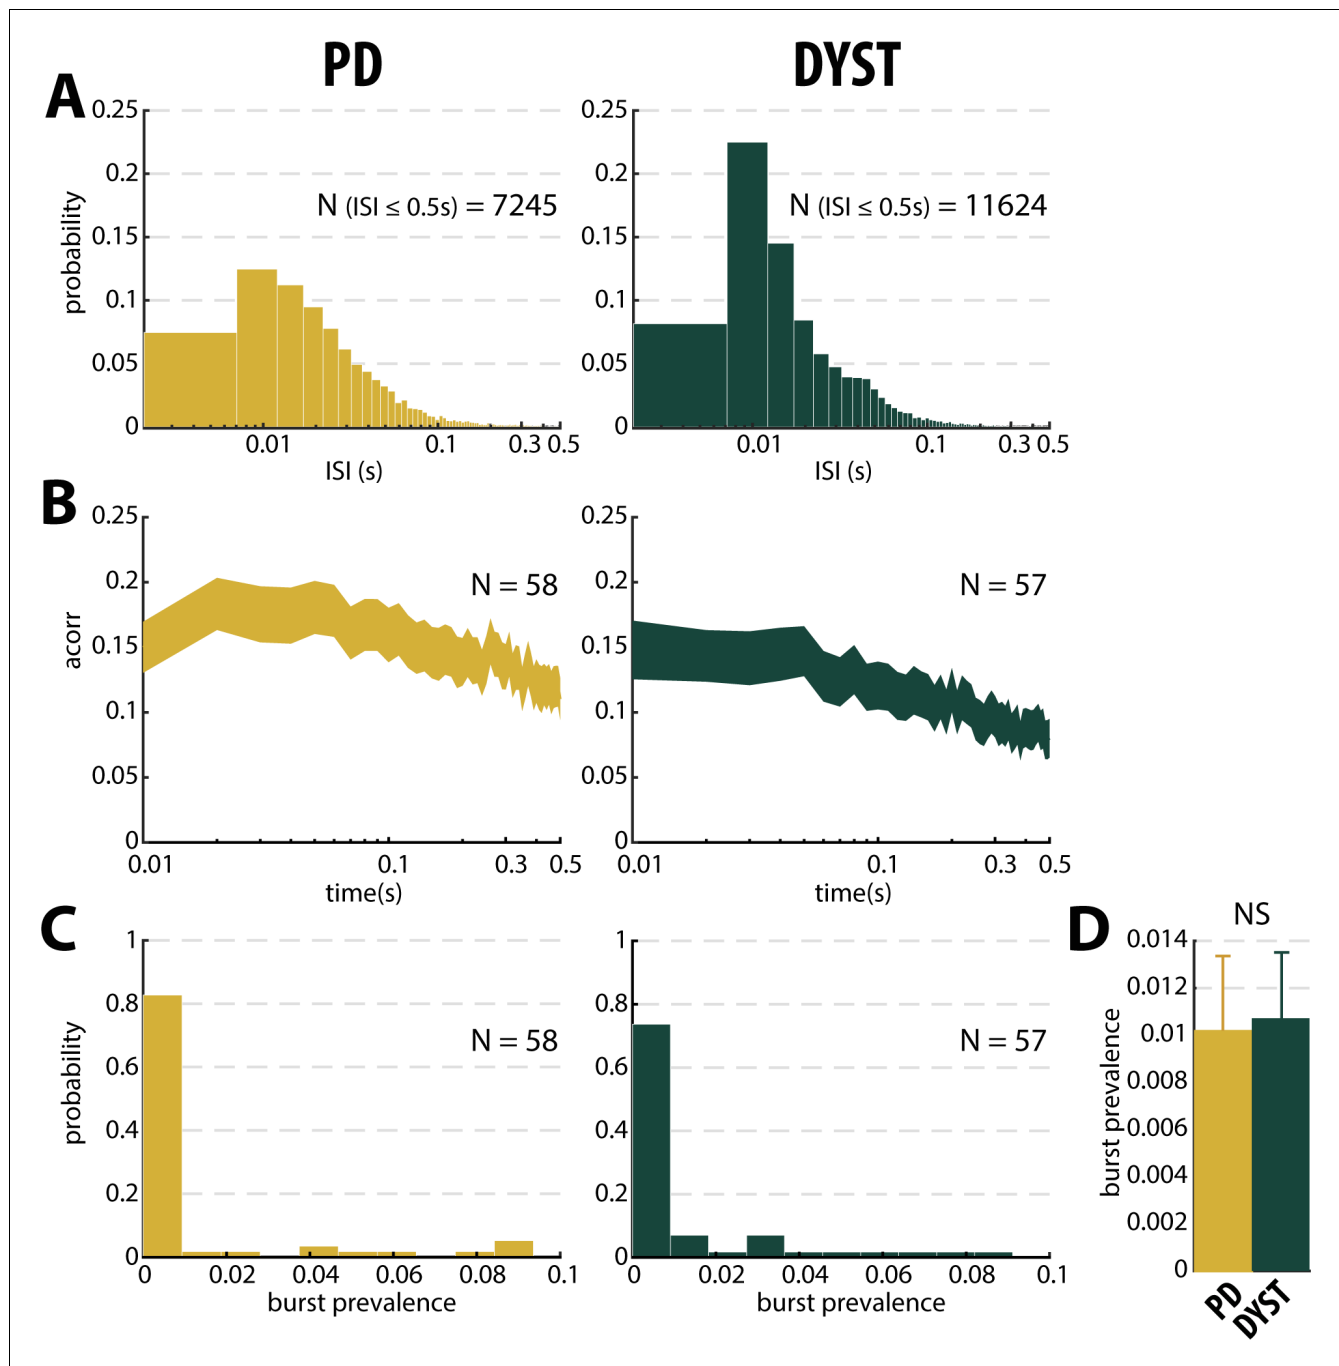 PD
DYST
A
0.25
0.2
0.15
0.1
0.05
0
probability
N (ISI ≤ 0.5s) = 7245
0.01
0.1
0.3
0.5
ISI (s)
0.25
0.2
0.15
0.1
0.05
0
N (ISI ≤ 0.5s) = 11624
0.01
0.1
0.3
0.5
ISI (s)
B
0.25
0.2
0.15
0.1
0.05
0
acorr
N = 58
0.01
0.1
0.3
0.5
time(s)
0.25
0.2
0.15
0.1
0.05
0
N = 57
0.01
0.1
0.3
0.5
time(s)
C
1
0.8
0.6
0.4
0.2
0
probability
N = 58
0
0.02
0.04
0.06
0.08
0.1
burst prevalence
1
0.8
0.6
0.4
0.2
0
N = 57
0
0.02
0.04
0.06
0.08
0.1
burst prevalence
D
NS
0.014
0.012
0.01
0.008
0.006
0.004
0.002
0
burst prevalence
PD
DYST